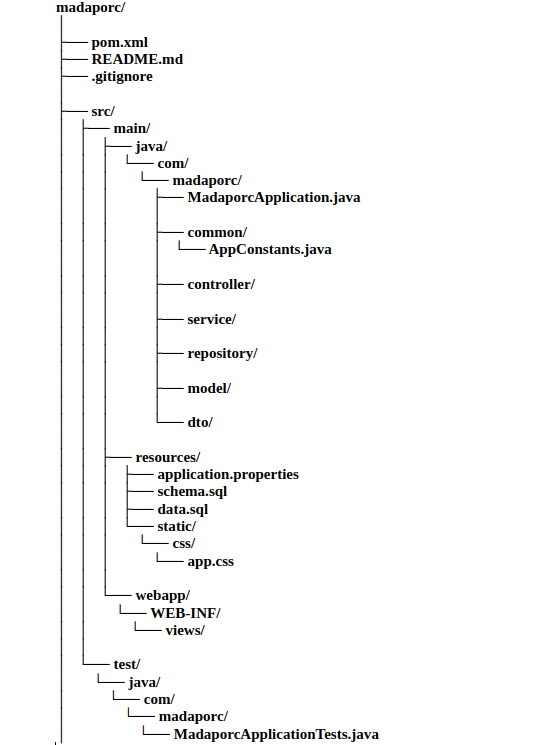 madaporc/
pom.xml
README.md
.gitignore
src/
main/
java/
com/
madaporc/
MadaporcApplication.java
common/
AppConstants.java
controller/
service/
repository/
model/
dto/
resources/
application.properties
schema.sql
data.sql
static/
css/
app.css
webapp/
WEB-INF/
views/
test/
java/
com/
madaporc/
MadaporcApplicationTests.java